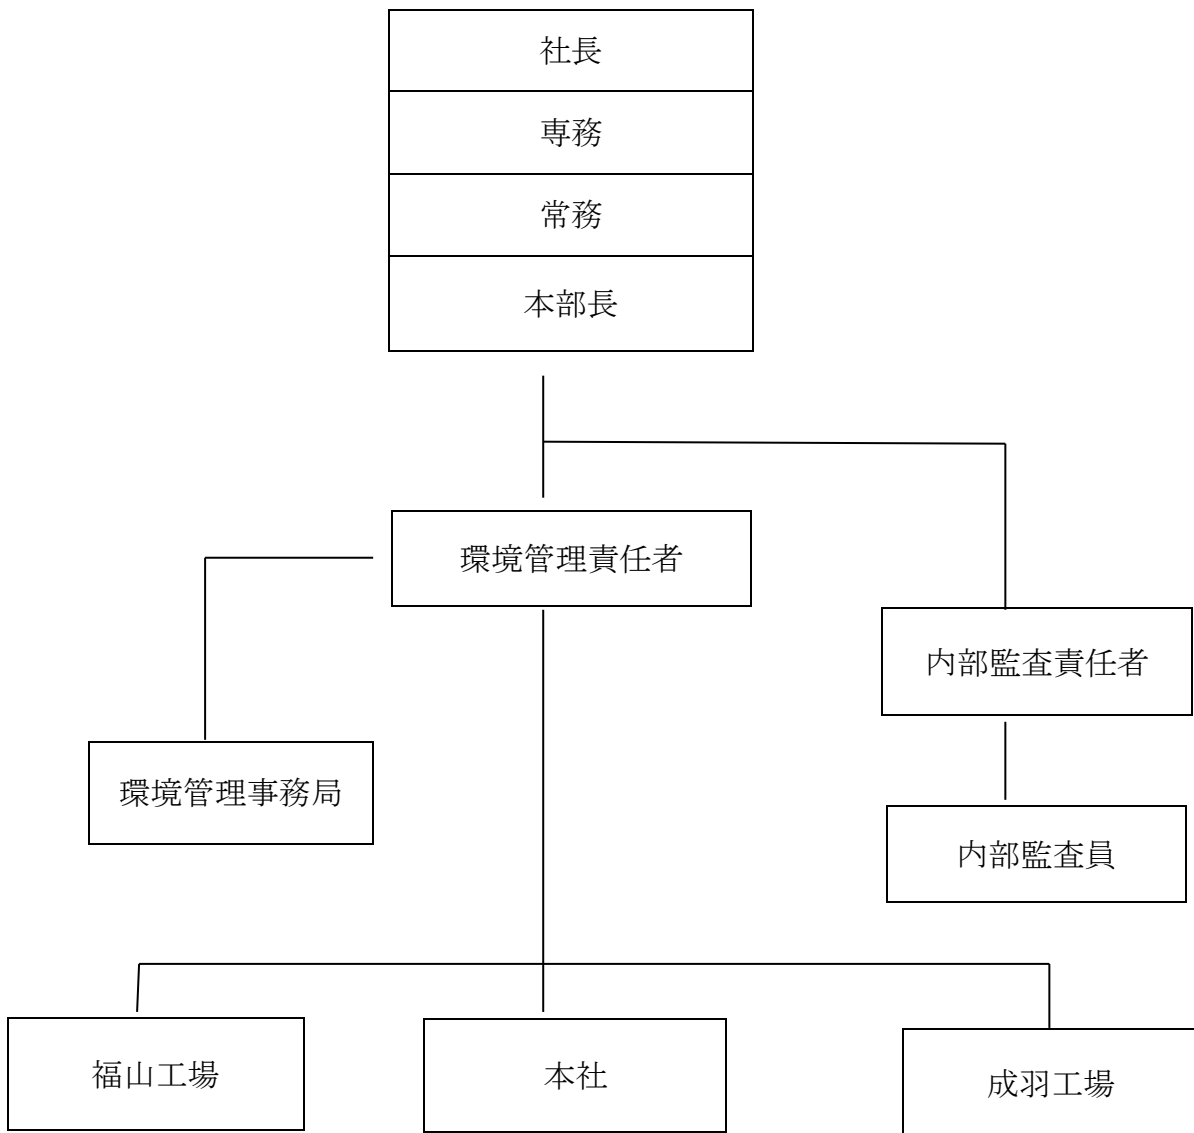 社長
専務
常務
本部長
環境管理責任者
内部監査責任者
環境管理事務局
内部監査員
福山工場
本社
成羽工場